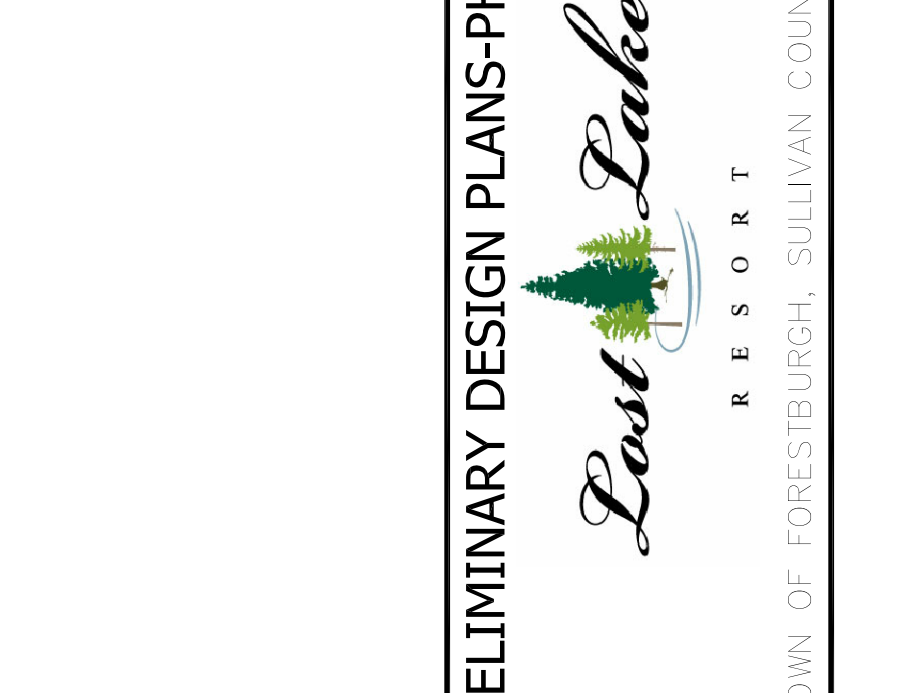 ELIMINARY DESIGN PLANS-PH
Lost Lake
RESORT
OWN OF FORESTBURGH, SULLIVAN COUN